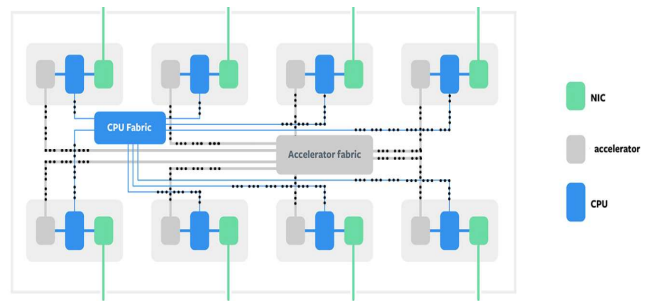 CPU Fabric
Accelerator fabric
NIC
accelerator
CPU